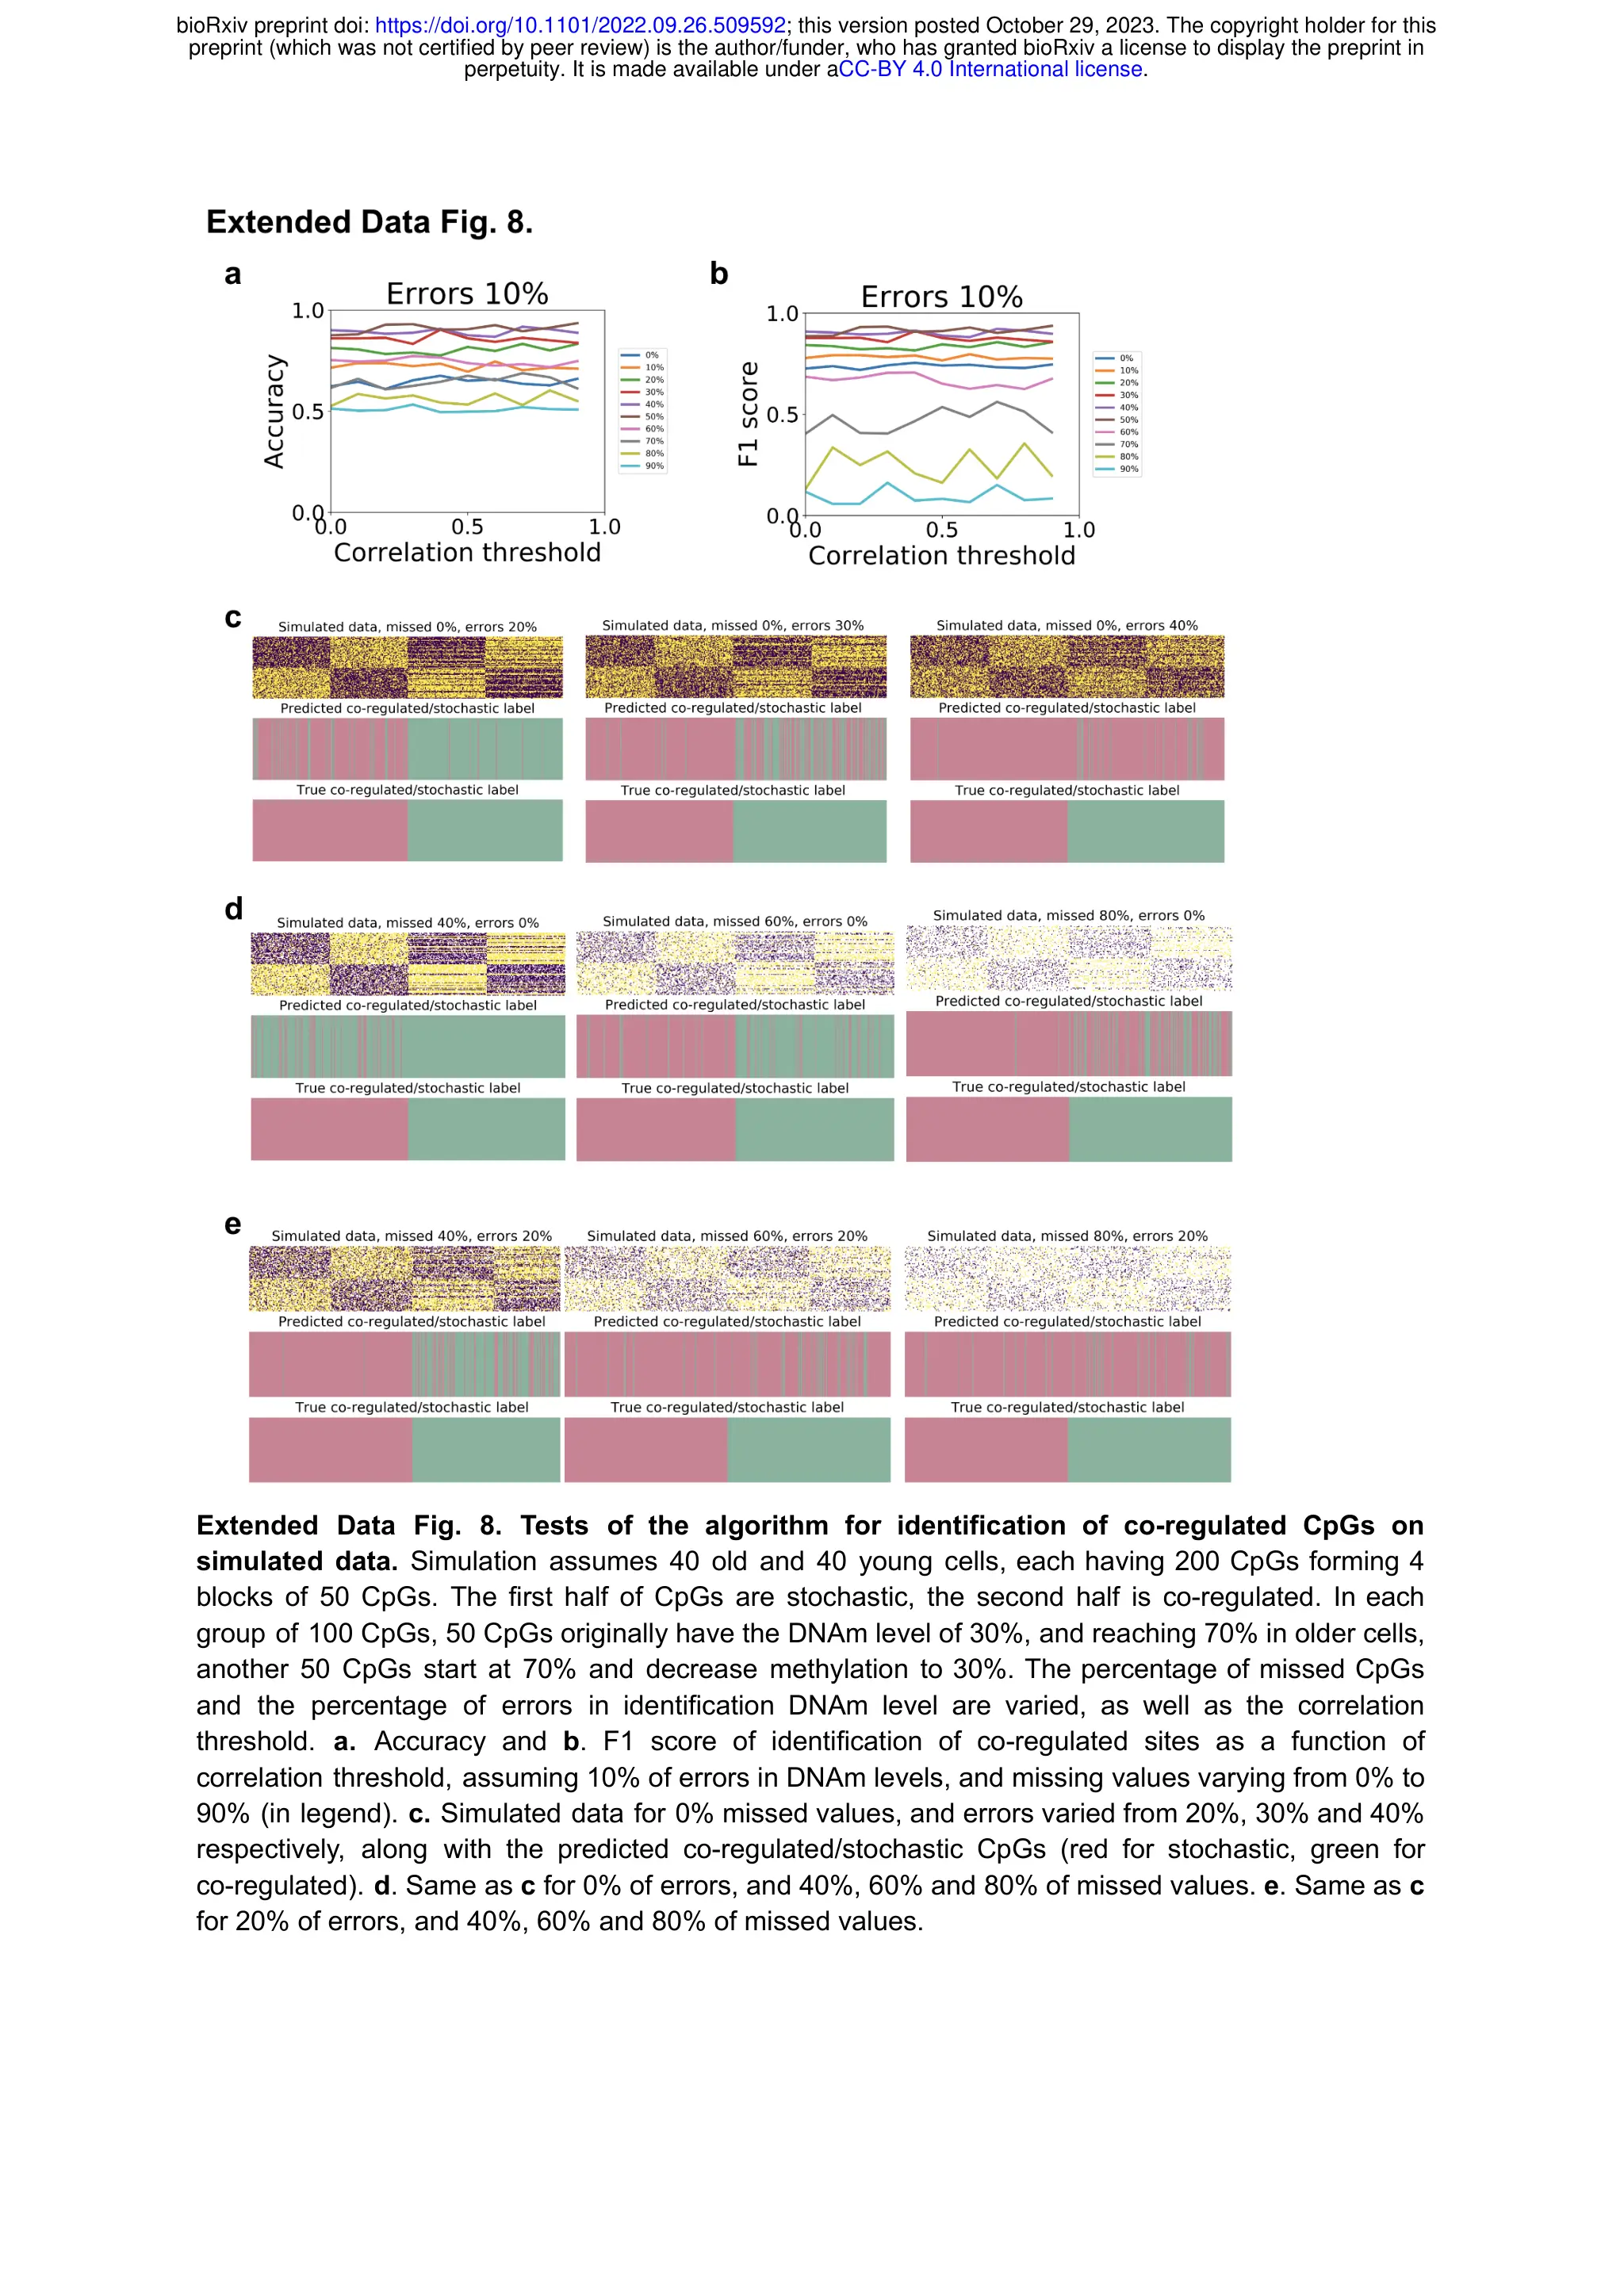 bioRxiv preprint doi: https://doi.org/10.1101/2022.09.26.509592; this version posted October 29, 2023. The copyright holder for this
preprint (which was not certified by peer review) is the author/funder, who has granted bioRxiv a license to display the preprint in
perpetuity. It is made available under aCC-BY 4.0 International license.
Extended Data Fig. 8.
a
Errors 10%
1.0
0.5
0.0
Accuracy
0.0 0.5 1.0
Correlation threshold
0%
10%
20%
30%
40%
50%
60%
70%
80%
90%
b
Errors 10%
1.0
0.5
0.0
F1 score
0.0 0.5 1.0
Correlation threshold
0%
10%
20%
30%
40%
50%
60%
70%
80%
90%
c
Simulated data, missed 0%, errors 20%
Predicted co-regulated/stochastic label
True co-regulated/stochastic label
Simulated data, missed 0%, errors 30%
Predicted co-regulated/stochastic label
True co-regulated/stochastic label
Simulated data, missed 0%, errors 40%
Predicted co-regulated/stochastic label
True co-regulated/stochastic label
d
Simulated data, missed 40%, errors 0%
Predicted co-regulated/stochastic label
True co-regulated/stochastic label
Simulated data, missed 60%, errors 0%
Predicted co-regulated/stochastic label
True co-regulated/stochastic label
Simulated data, missed 80%, errors 0%
Predicted co-regulated/stochastic label
True co-regulated/stochastic label
e
Simulated data, missed 40%, errors 20%
Predicted co-regulated/stochastic label
True co-regulated/stochastic label
Simulated data, missed 60%, errors 20%
Predicted co-regulated/stochastic label
True co-regulated/stochastic label
Simulated data, missed 80%, errors 20%
Predicted co-regulated/stochastic label
True co-regulated/stochastic label
Extended Data Fig. 8. Tests of the algorithm for identification of co-regulated CpGs on
simulated data. Simulation assumes 40 old and 40 young cells, each having 200 CpGs forming 4
blocks of 50 CpGs. The first half of CpGs are stochastic, the second half is co-regulated. In each
group of 100 CpGs, 50 CpGs originally have the DNAm level of 30%, and reaching 70% in older cells,
another 50 CpGs start at 70% and decrease methylation to 30%. The percentage of missed CpGs
and the percentage of errors in identification DNAm level are varied, as well as the correlation
threshold. a. Accuracy and b. F1 score of identification of co-regulated sites as a function of
correlation threshold, assuming 10% of errors in DNAm levels, and missing values varying from 0% to
90% (in legend). c. Simulated data for 0% missed values, and errors varied from 20%, 30% and 40%
respectively, along with the predicted co-regulated/stochastic CpGs (red for stochastic, green for
co-regulated). d. Same as c for 0% of errors, and 40%, 60% and 80% of missed values. e. Same as c
for 20% of errors, and 40%, 60% and 80% of missed values.